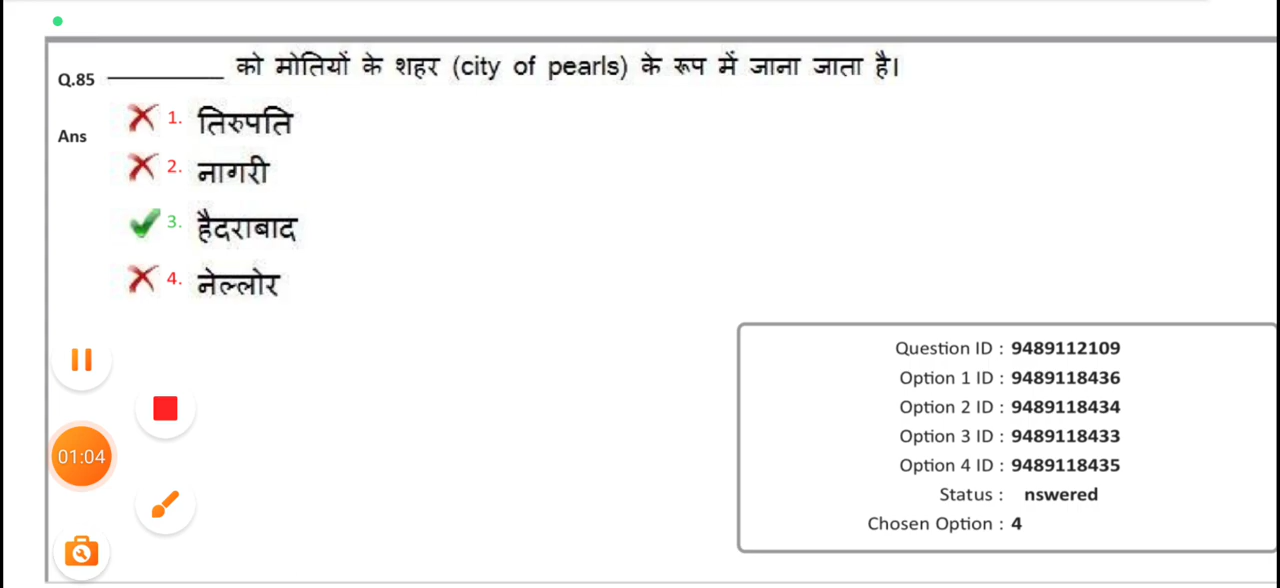 Q.85 ________ को मोतियों के शहर (city of pearls) के रूप में जाना जाता है।
Ans
1. तिरुपति
2. नागरी
3. हैदराबाद
4. नेल्लोर
Question ID : 9489112109
Option 1 ID : 9489118436
Option 2 ID : 9489118434
Option 3 ID : 9489118433
Option 4 ID : 9489118435
Status : nswered
Chosen Option : 4
01:04